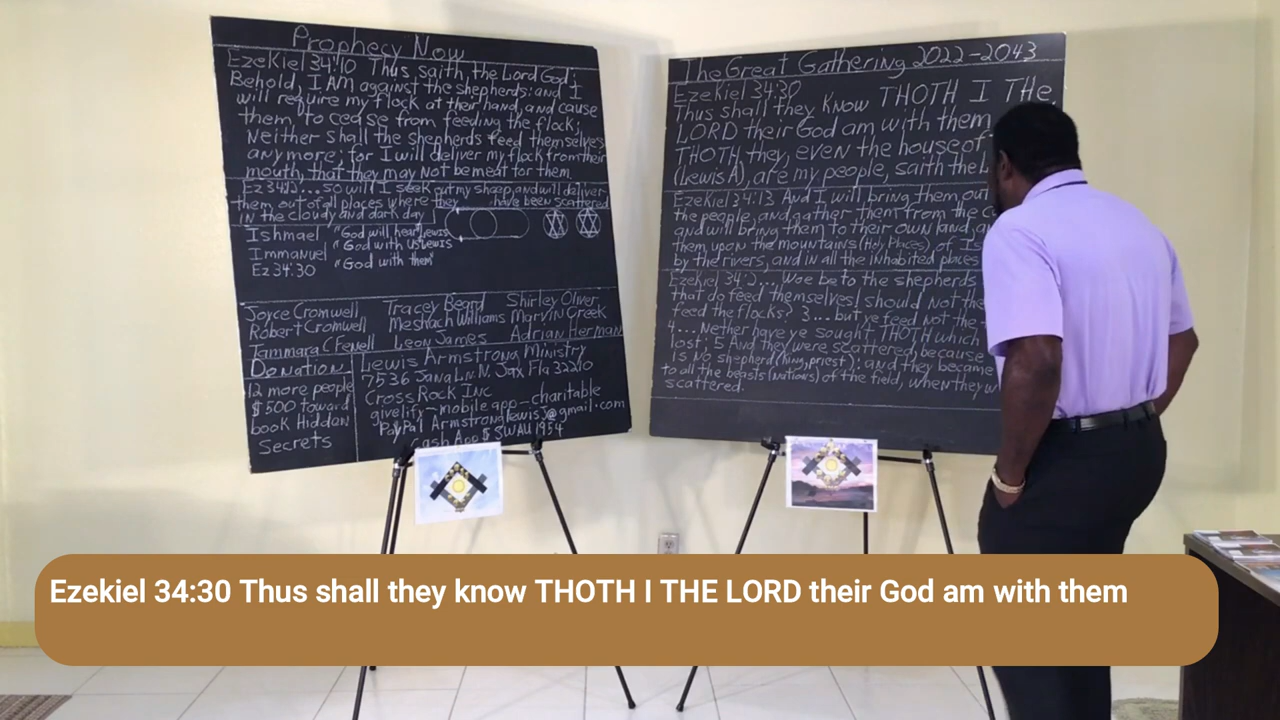 Prophecy Now
Ezekiel 34:10 Thus saith, the Lord God;
Behold, I AM against the shepherds: and I
will require my flock at their hand, and cause
them to cease from feeding the flock;
Neither shall the shepherds feed themselves
any more; for I will deliver my flock from their
mouth, that they may not be meat for them.
Ez 34:12...so will I seek out my sheep, and will deliver
them out of all places where they have been scattered
in the cloudy and dark day
Ishmael "God will hear" Lewis
Immanuel "God with us" Lewis
Ez 34:30 "God with them"
Joyce Cromwell Tracey Beard Shirley Oliver
Robert Cromwell Meshach Williams Marvin Creek
Tammara C Fenell Leon James Adrian Herman
Donation
12 more people
$500 toward
book Hidden
Secrets
Lewis Armstrong Ministry
7536 Jana Ln. N. Jax Fla 32210
Cross Rock Inc
givelify-mobile app-charitable
PayPal Armstronglewisj@gmail.com
Cash App $SWAU1954
The Great Gathering 2022-2043
Ezekiel 34:30
Thus shall they know THOTH I THe
LORD their God am with them
THOTH they, even the house of
(Lewis A), are my people, saith the L
Ezekiel 34:13 And I will bring them out
the people, and gather them from the c
and will bring them to their own land, a
them upon the mountains (Holy Places) of Is
by the rivers, and in all the inhabited places
Ezekiel 34:2... Woe be to the shepherds
that do feed themselves! should not the
feed the flocks? 3...but ye feed not the
4...Nether have ye sought THOTH which
lost; 5 And they were scattered, because
is no shepherd (king, priest): and they became
to all the beasts (nations) of the field, when they w
scattered.
Ezekiel 34:30 Thus shall they know THOTH I THE LORD their God am with them